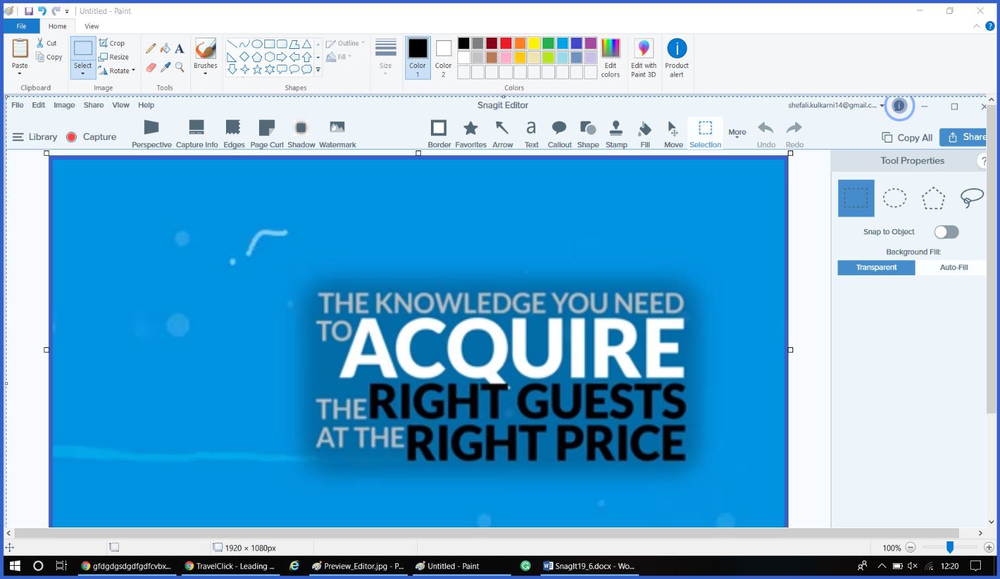 Untitled - Paint
File Home View
Paste
Cut
Copy
Clipboard
Select
Crop
Resize
Rotate
Image
A
Tools
Brushes
Outline
Fill
Shapes
Size
Color 1
Color 2
Edit colors
Colors
Edit with Paint 3D
Product alert
File Edit Image Share View Help
Snagit Editor
shefali.kulkarni14@gmail.c...
Library
Capture
Perspective Capture Info Edges Page Curl Shadow Watermark
Border Favorites Arrow Text Callout Shape Stamp Fill Move Selection More Undo Redo
Copy All
Share
Tool Properties
?
Snap to Object
Background Fill:
Transparent Auto-Fill
THE KNOWLEDGE YOU NEED
TO ACQUIRE
THE RIGHT GUESTS
AT THE RIGHT PRICE
1920 × 1080px
100%
gfdgdgsdgdfgdfcvbx...
TravelClick - Leading ...
Preview_Editor.jpg - P...
Untitled - Paint
SnagIt19_6.docx - Wo...
12:20